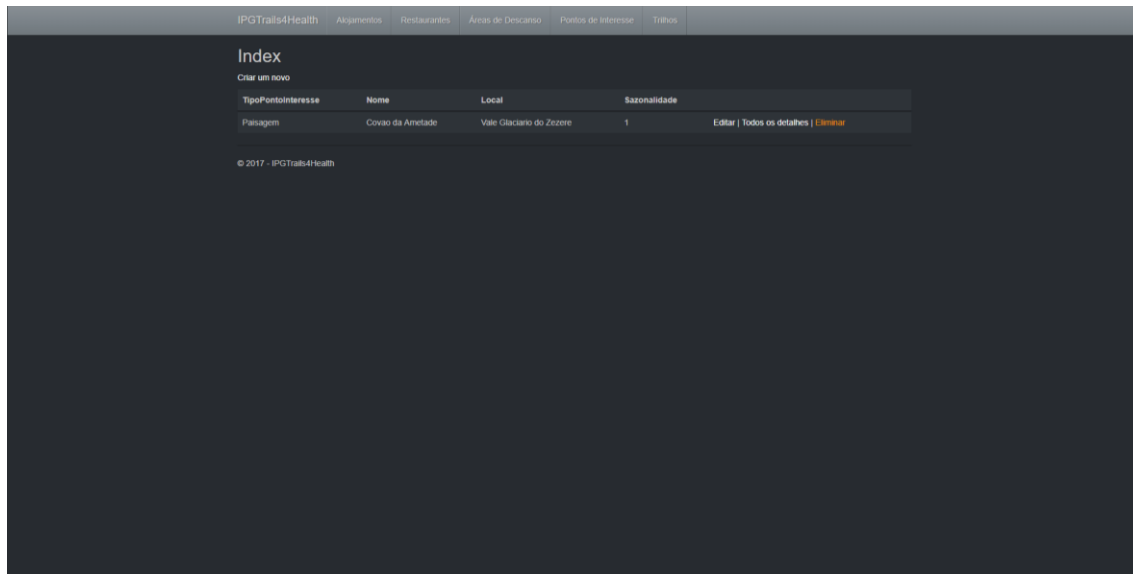 IPGTrails4Health Alojamentos Restaurantes Áreas de Descanso Pontos de Interesse Trilhos
Index
Criar um novo
TipoPontoInteresse Nome Local Sazonalidade
Paisagem Covao da Ametade Vale Glaciario do Zezere 1 Editar | Todos os detalhes | Eliminar
© 2017 - IPGTrails4Health